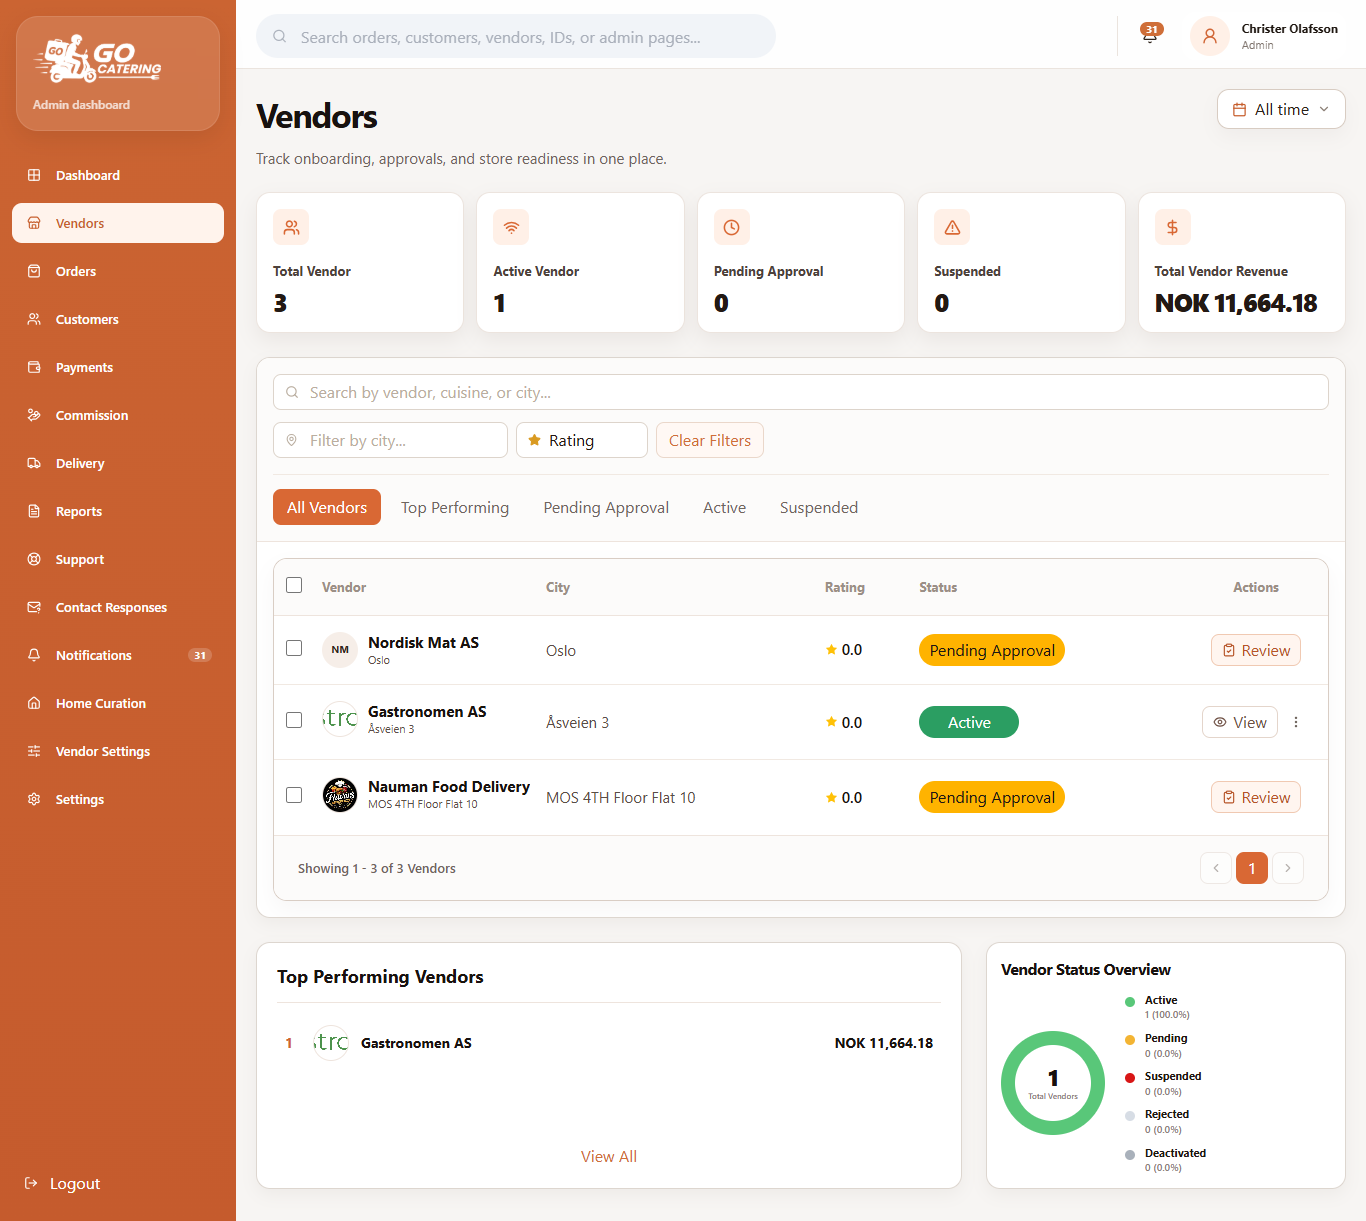 GO
GO
CATERING
Admin dashboard
Dashboard
Vendors
Orders
Customers
Payments
Commission
Delivery
Reports
Support
Contact Responses
Notifications 31
Home Curation
Vendor Settings
Settings
Logout
Search orders, customers, vendors, IDs, or admin pages...
31
Christer Olafsson
Admin
Vendors
Track onboarding, approvals, and store readiness in one place.
All time
Total Vendor
3
Active Vendor
1
Pending Approval
0
Suspended
0
Total Vendor Revenue
NOK 11,664.18
Search by vendor, cuisine, or city...
Filter by city...
Rating
Clear Filters
All Vendors Top Performing Pending Approval Active Suspended
Vendor City Rating Status Actions
NM Nordisk Mat AS
Oslo
Oslo 0.0 Pending Approval Review
trc Gastronomen AS
Åsveien 3
Åsveien 3 0.0 Active View
Nauman Food Delivery
MOS 4TH Floor Flat 10
MOS 4TH Floor Flat 10 0.0 Pending Approval Review
Showing 1 - 3 of 3 Vendors
1
Top Performing Vendors
1 trc Gastronomen AS NOK 11,664.18
View All
Vendor Status Overview
1
Total Vendors
Active
1 (100.0%)
Pending
0 (0.0%)
Suspended
0 (0.0%)
Rejected
0 (0.0%)
Deactivated
0 (0.0%)